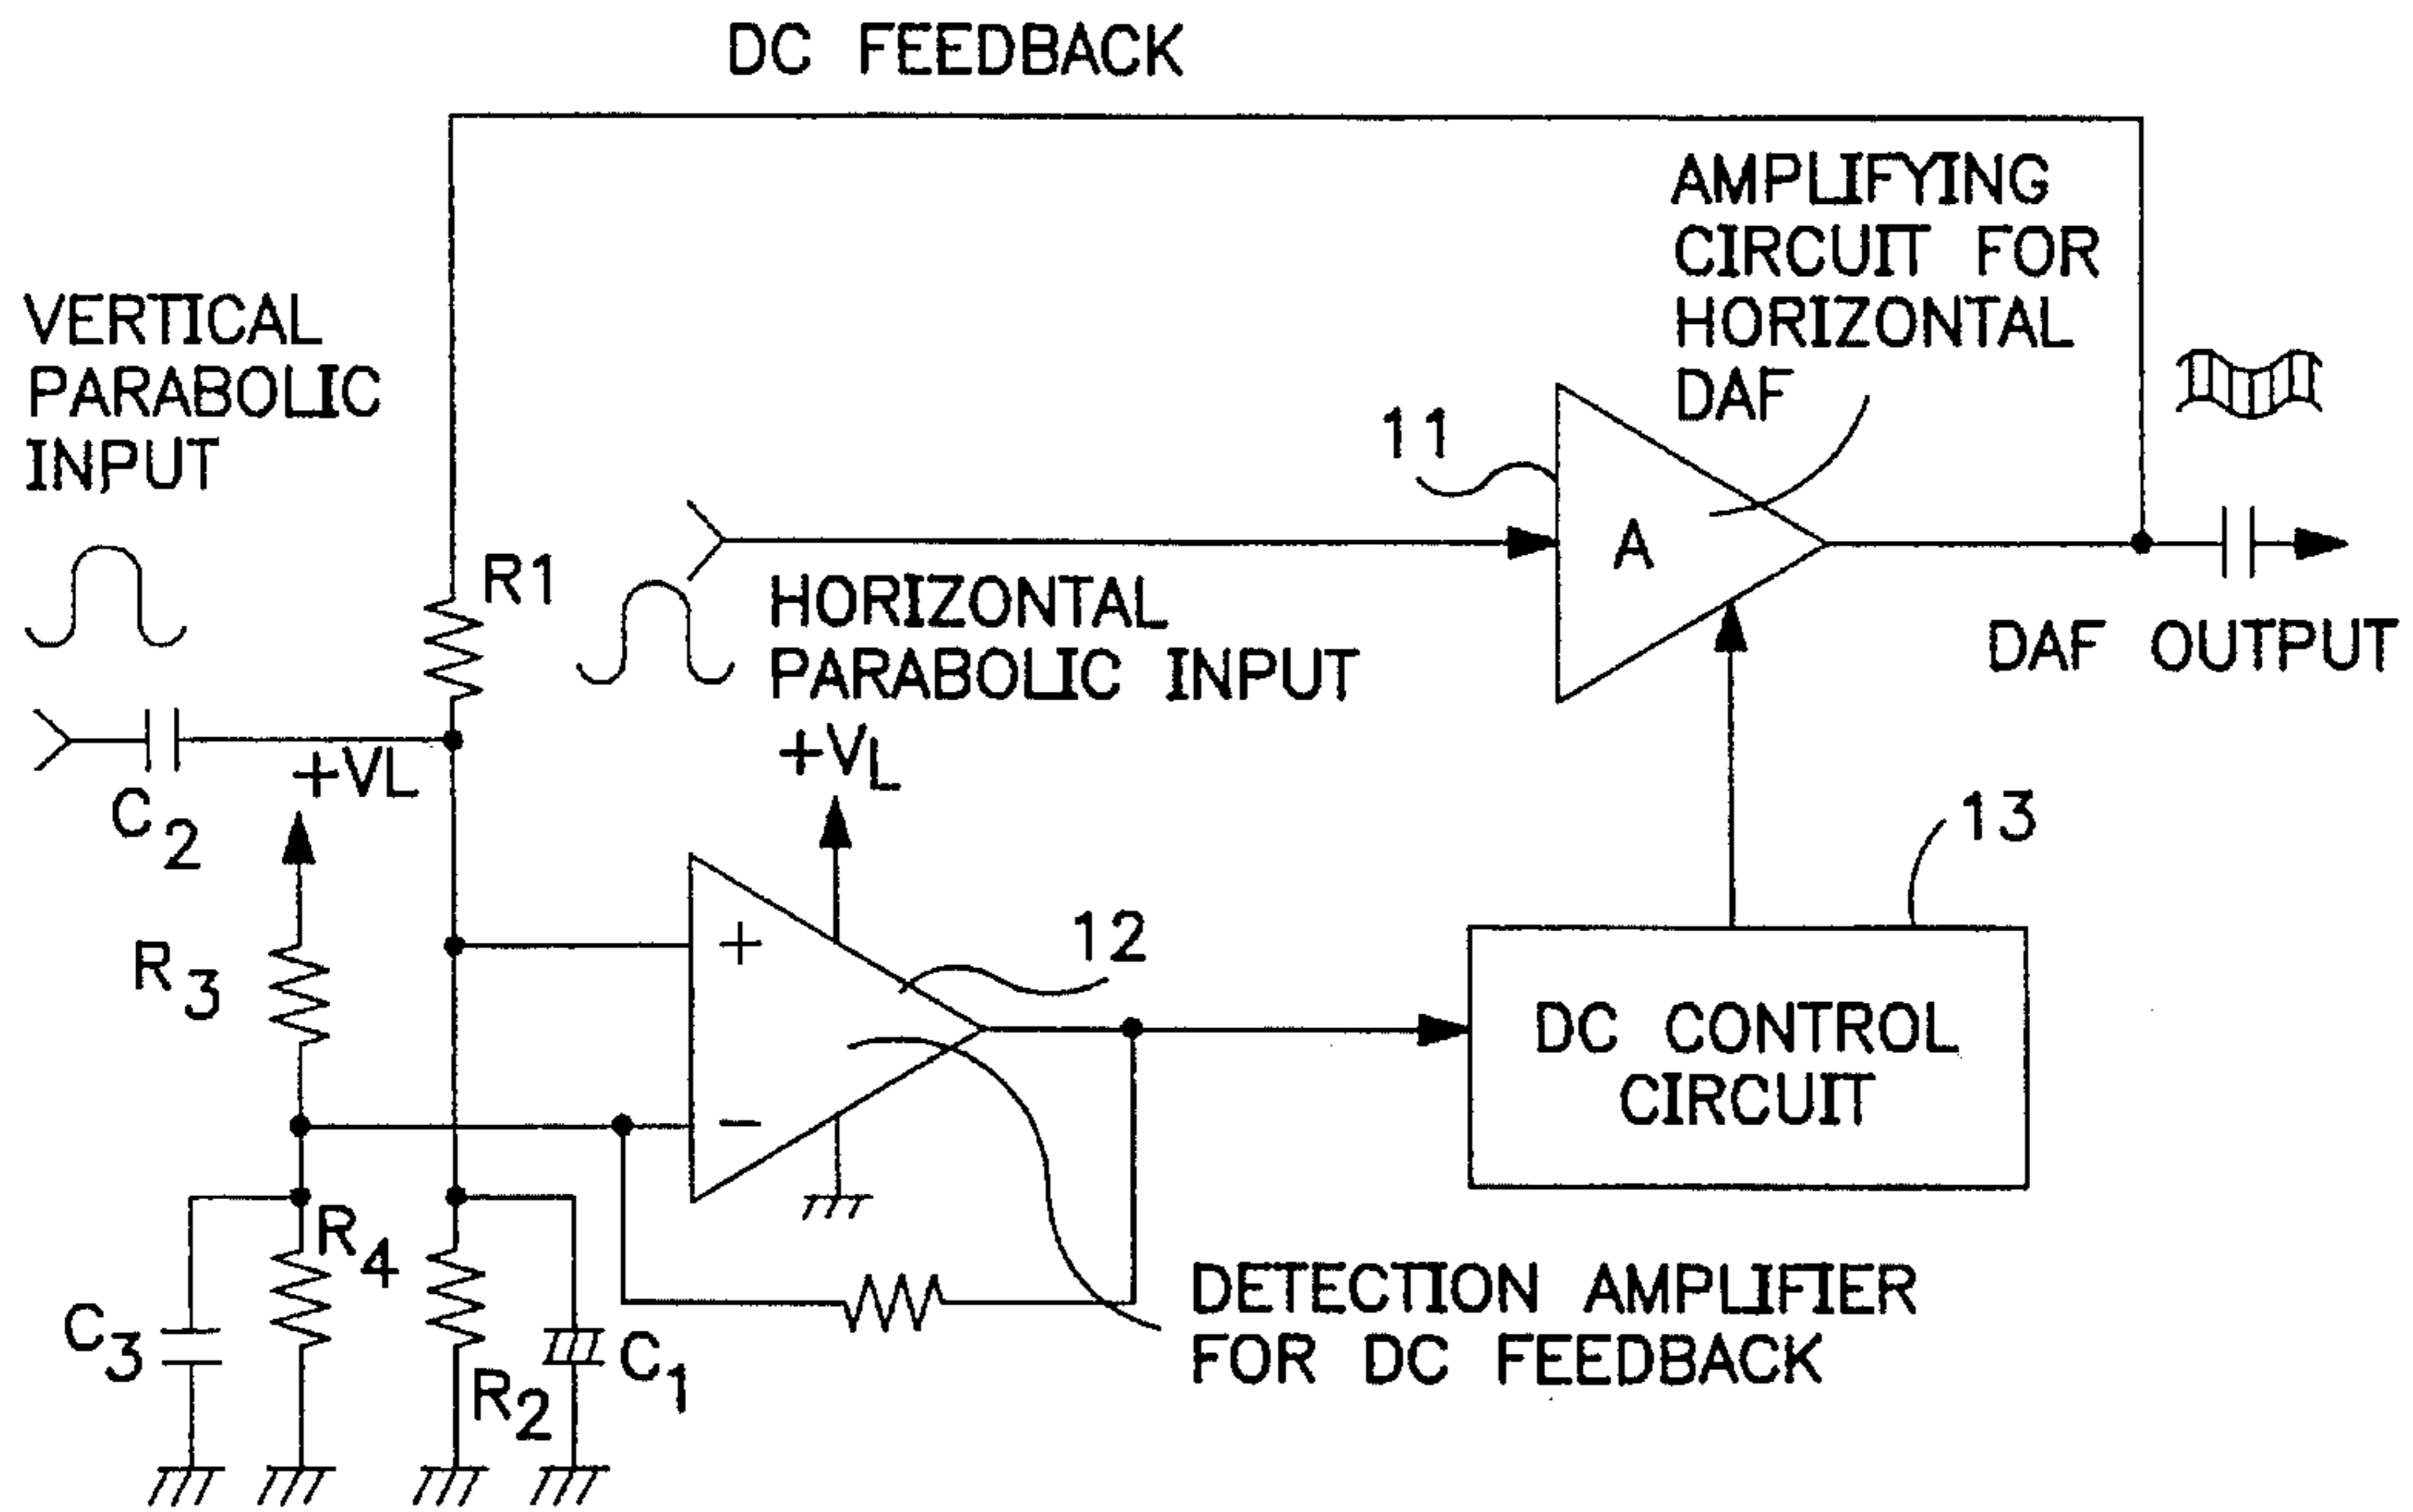 DC FEEDBACK
AMPLIFYING
CIRCUIT FOR
HORIZONTAL
DAF
VERTICAL
PARABOLIC
INPUT
11
A
R1
HORIZONTAL
PARABOLIC INPUT
DAF OUTPUT
C2
+VL
+VL
13
R3
+
12
DC CONTROL
CIRCUIT
−
R4
C3
R2
C1
DETECTION AMPLIFIER
FOR DC FEEDBACK